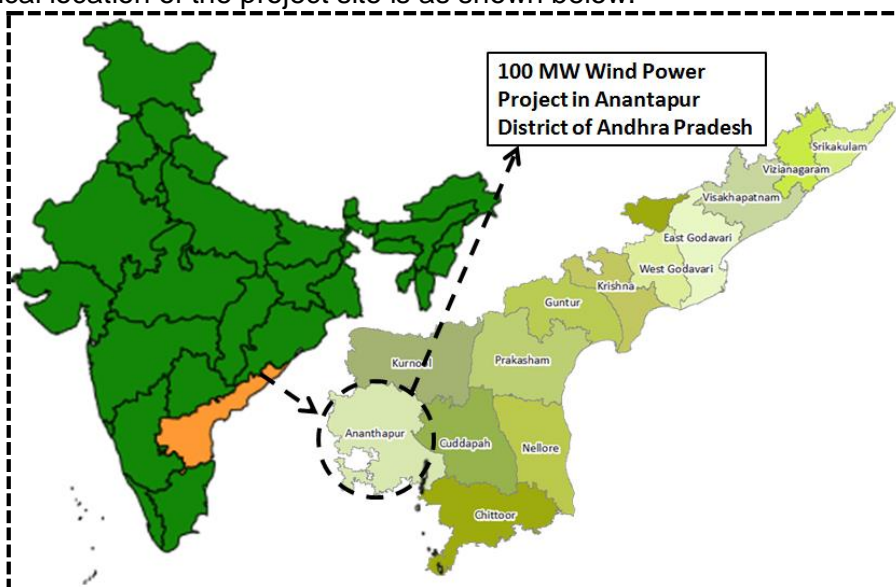 ical location of the project site is as shown below.
100 MW Wind Power
Project in Anantapur
District of Andhra Pradesh
Srikakulam
Vizianagaram
Visakhapatnam
East Godavari
West Godavari
Krishna
Guntur
Prakasham
Kurnool
Ananthapur
Cuddapah
Nellore
Chittoor